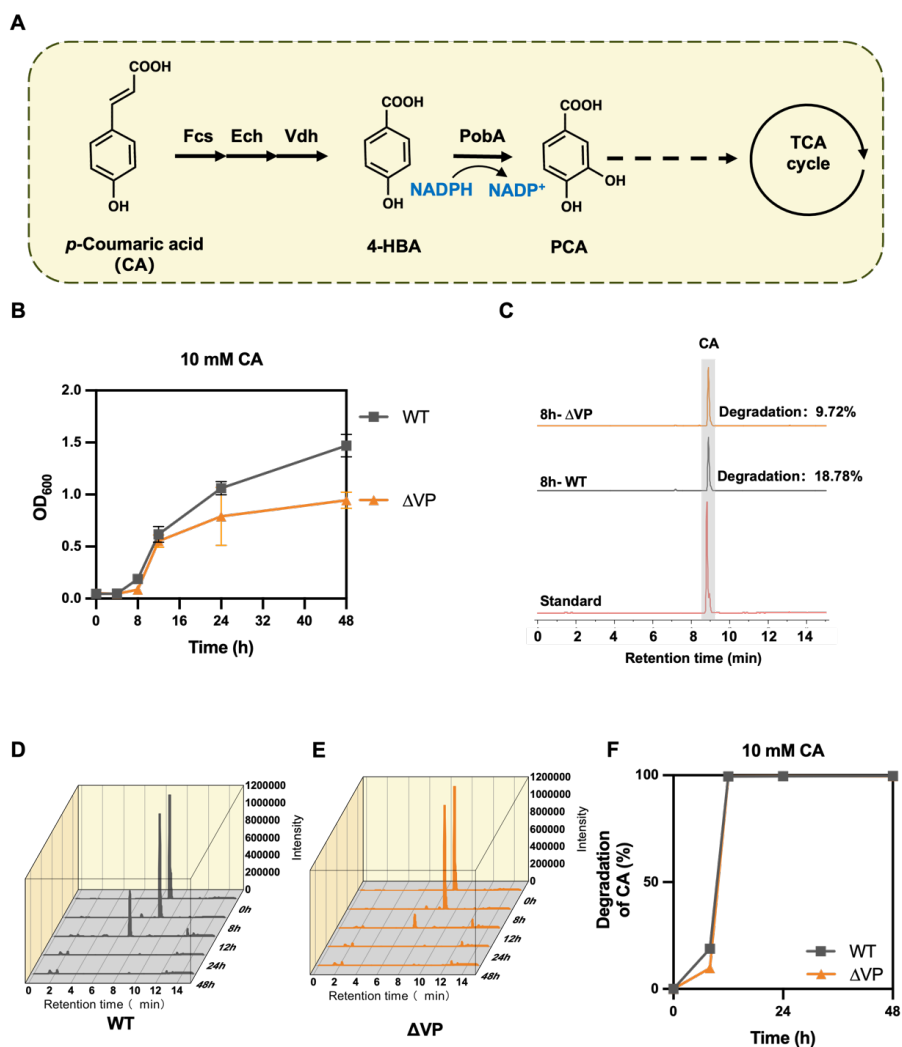 A
COOH
OH
Fcs
Ech
Vdh
COOH
OH
PobA
NADPH
NADP+
COOH
OH
OH
TCA
cycle
p-Coumaric acid
(CA)
4-HBA
PCA
B
10 mM CA
OD600
2.0
1.5
1.0
0.5
0.0
0 8 16 24 32 40 48
Time (h)
WT
ΔVP
C
CA
8h- ΔVP
Degradation: 9.72%
8h- WT
Degradation: 18.78%
Standard
0 2 4 6 8 10 12 14
Retention time (min)
D
1200000
1000000
800000
600000
400000
200000
0
Intensity
0h
8h
12h
24h
48h
0 2 4 6 8 10 12 14
Retention time ( min)
WT
E
1200000
1000000
800000
600000
400000
200000
0
Intensity
0h
8h
12h
24h
48h
0 2 4 6 8 10 12 14
Retention time ( min)
ΔVP
F
10 mM CA
Degradation
of CA (%)
100
50
0
0 24 48
Time (h)
WT
ΔVP